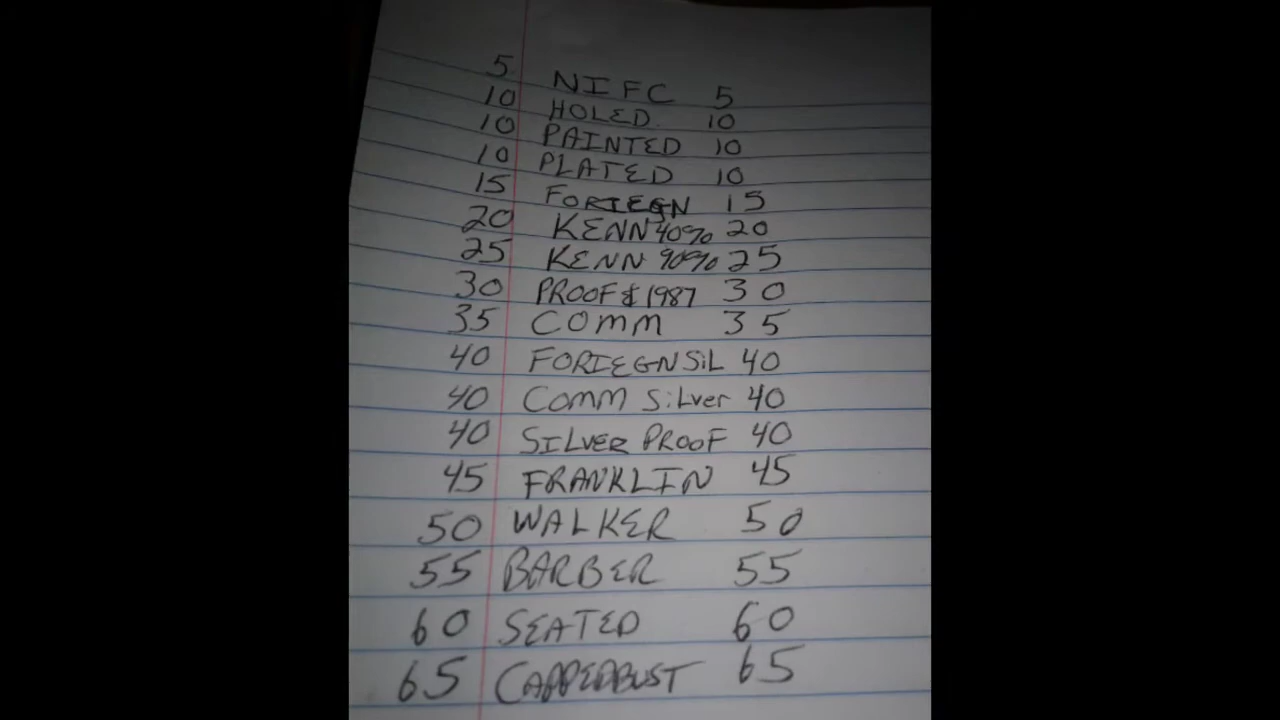 5 NIFC 5
10 HOLED 10
10 PAINTED 10
10 PLATED 10
15 FORIEGN 15
20 KENN 40% 20
25 KENN 90% 25
30 PROOF & 1987 30
35 COMM 35
40 FORIEGN SiL 40
40 COMM SiLver 40
40 SILVER PROOF 40
45 FRANKLIN 45
50 WALKER 50
55 BARBER 55
60 SEATED 60
65 CAPPEDBUST 65